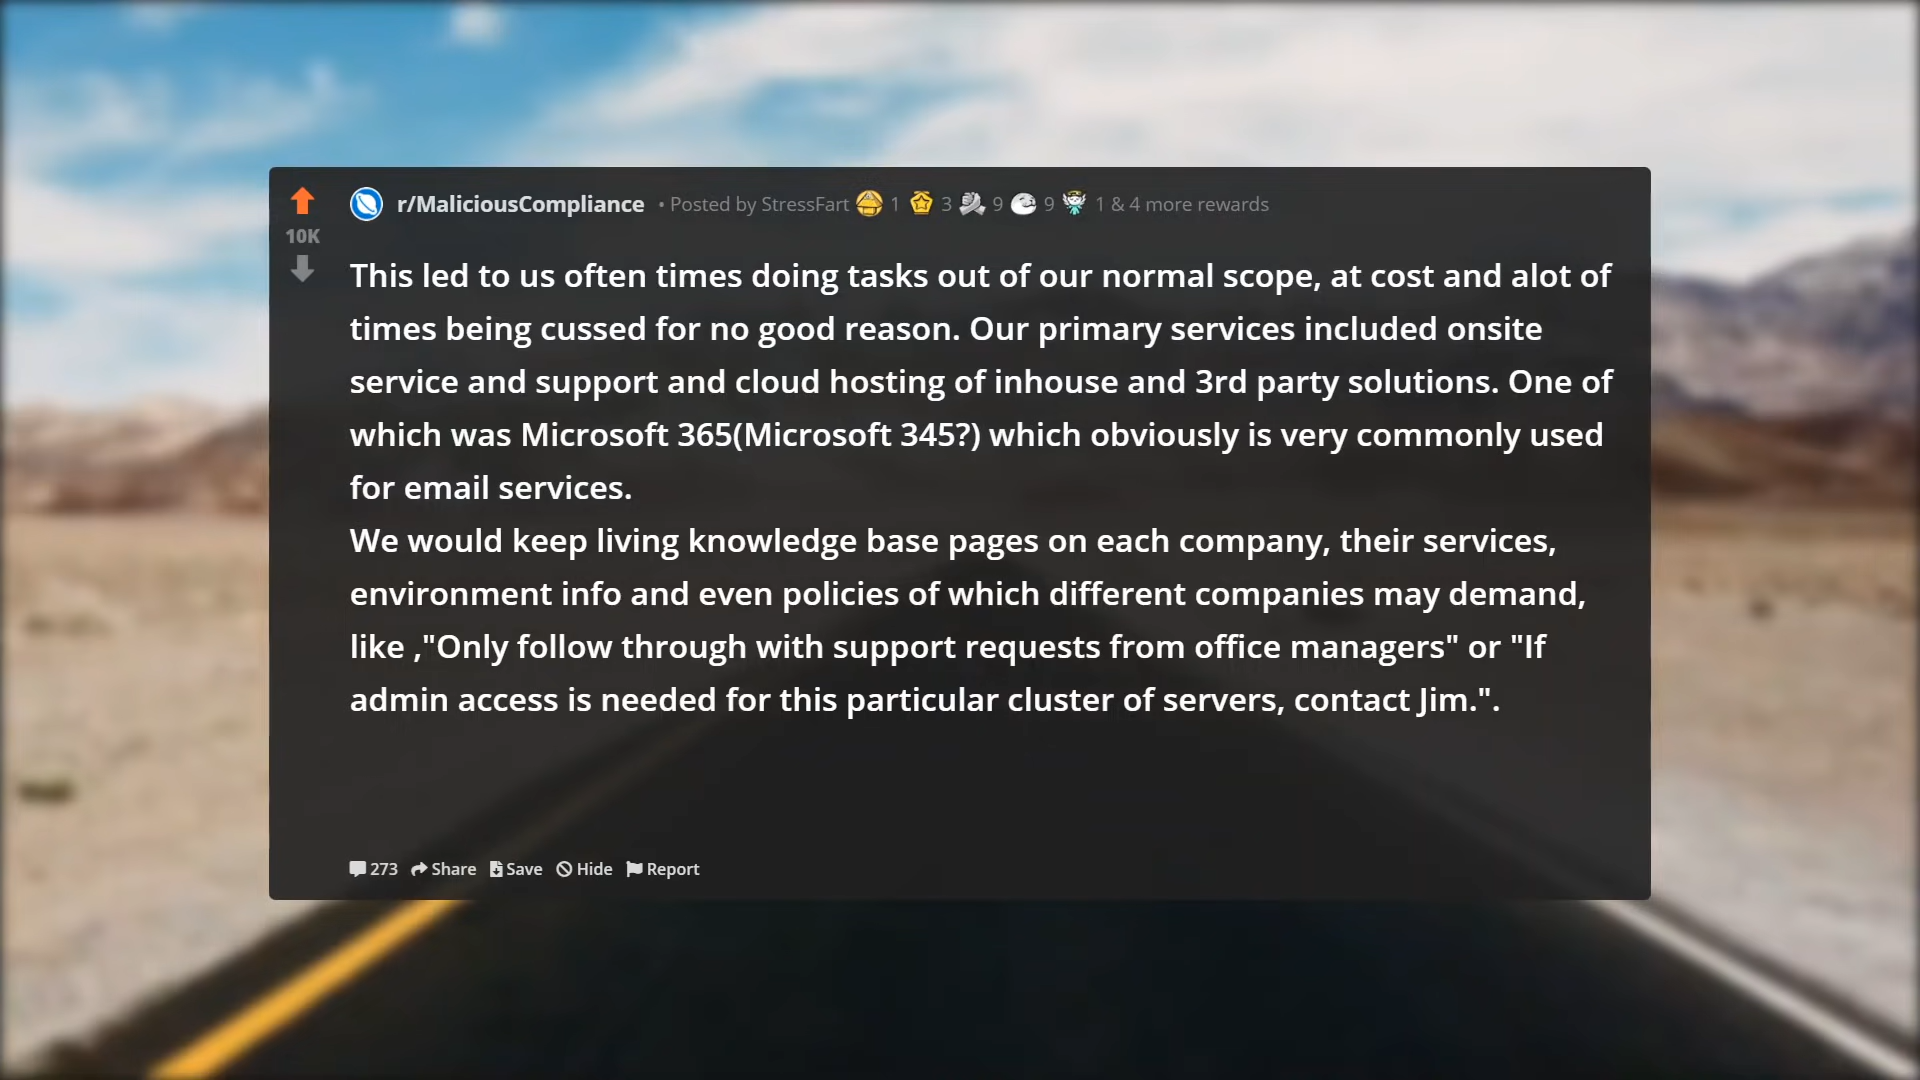 r/MaliciousCompliance • Posted by StressFart 1 3 9 9 1 & 4 more rewards
10K
This led to us often times doing tasks out of our normal scope, at cost and alot of
times being cussed for no good reason. Our primary services included onsite
service and support and cloud hosting of inhouse and 3rd party solutions. One of
which was Microsoft 365(Microsoft 345?) which obviously is very commonly used
for email services.
We would keep living knowledge base pages on each company, their services,
environment info and even policies of which different companies may demand,
like ,"Only follow through with support requests from office managers" or "If
admin access is needed for this particular cluster of servers, contact Jim.".
273 Share Save Hide Report